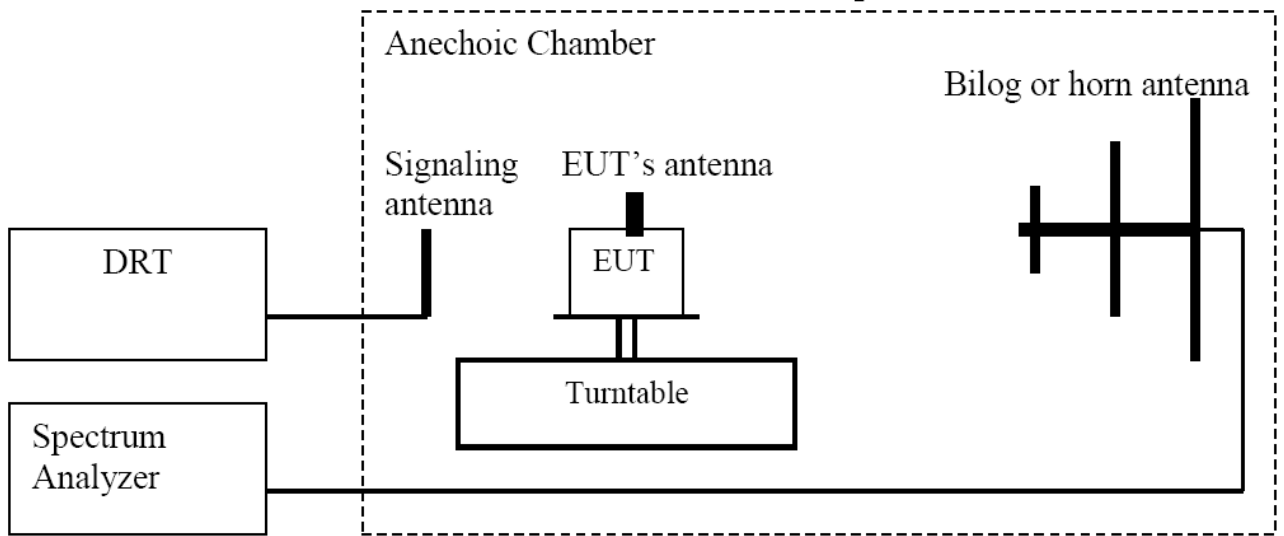 Anechoic Chamber
Bilog or horn antenna
Signaling
antenna
EUT’s antenna
DRT
EUT
Turntable
Spectrum
Analyzer